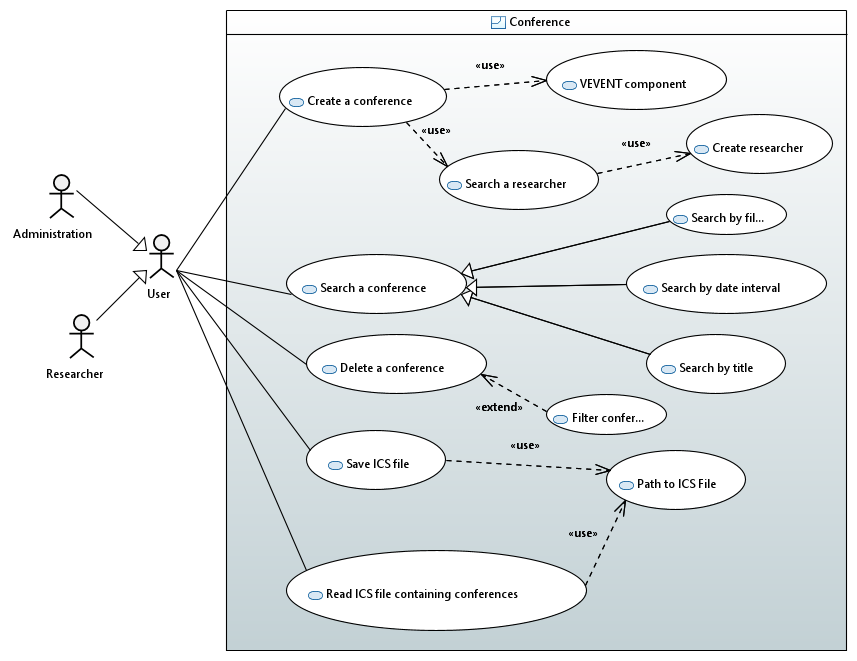 Conference
«use»
VEVENT component
Create a conference
«use»
«use»
Create researcher
Search a researcher
Administration
Search by fil...
User
Search a conference
Search by date interval
Researcher
Delete a conference
Search by title
«extend»
Filter confer...
«use»
Save ICS file
Path to ICS File
«use»
Read ICS file containing conferences